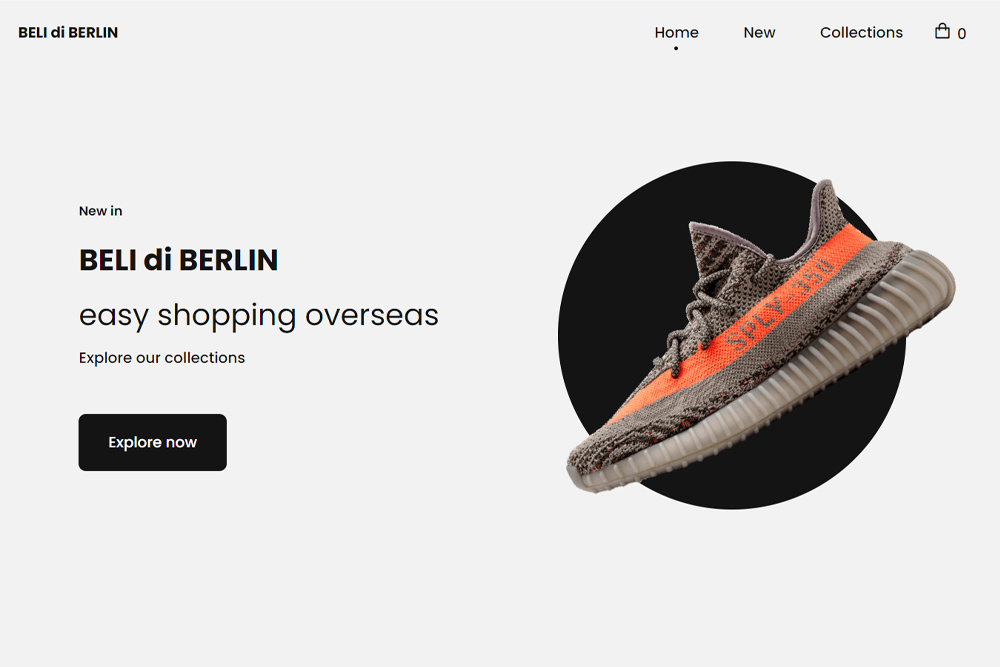 BELI di BERLIN
Home
New
Collections
0
New in
BELI di BERLIN
easy shopping overseas
Explore our collections
Explore now
SPLY-350